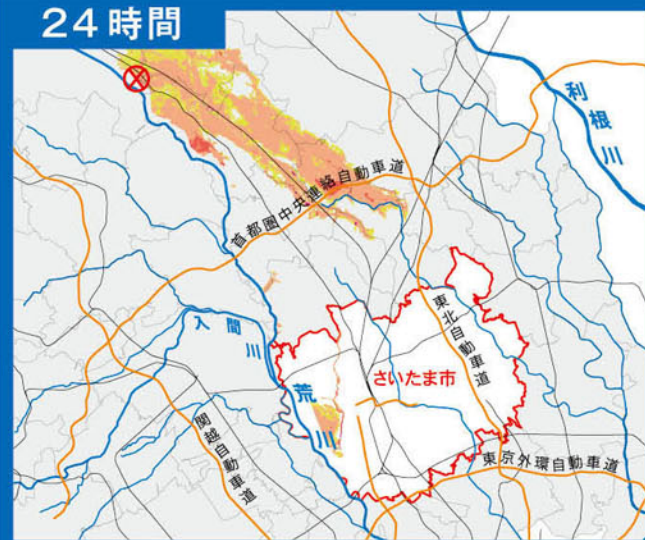 24時間
利根川
首都圏中央連絡自動車道
東北自動車道
入間川
荒川
さいたま市
関越自動車道
東京外環自動車道